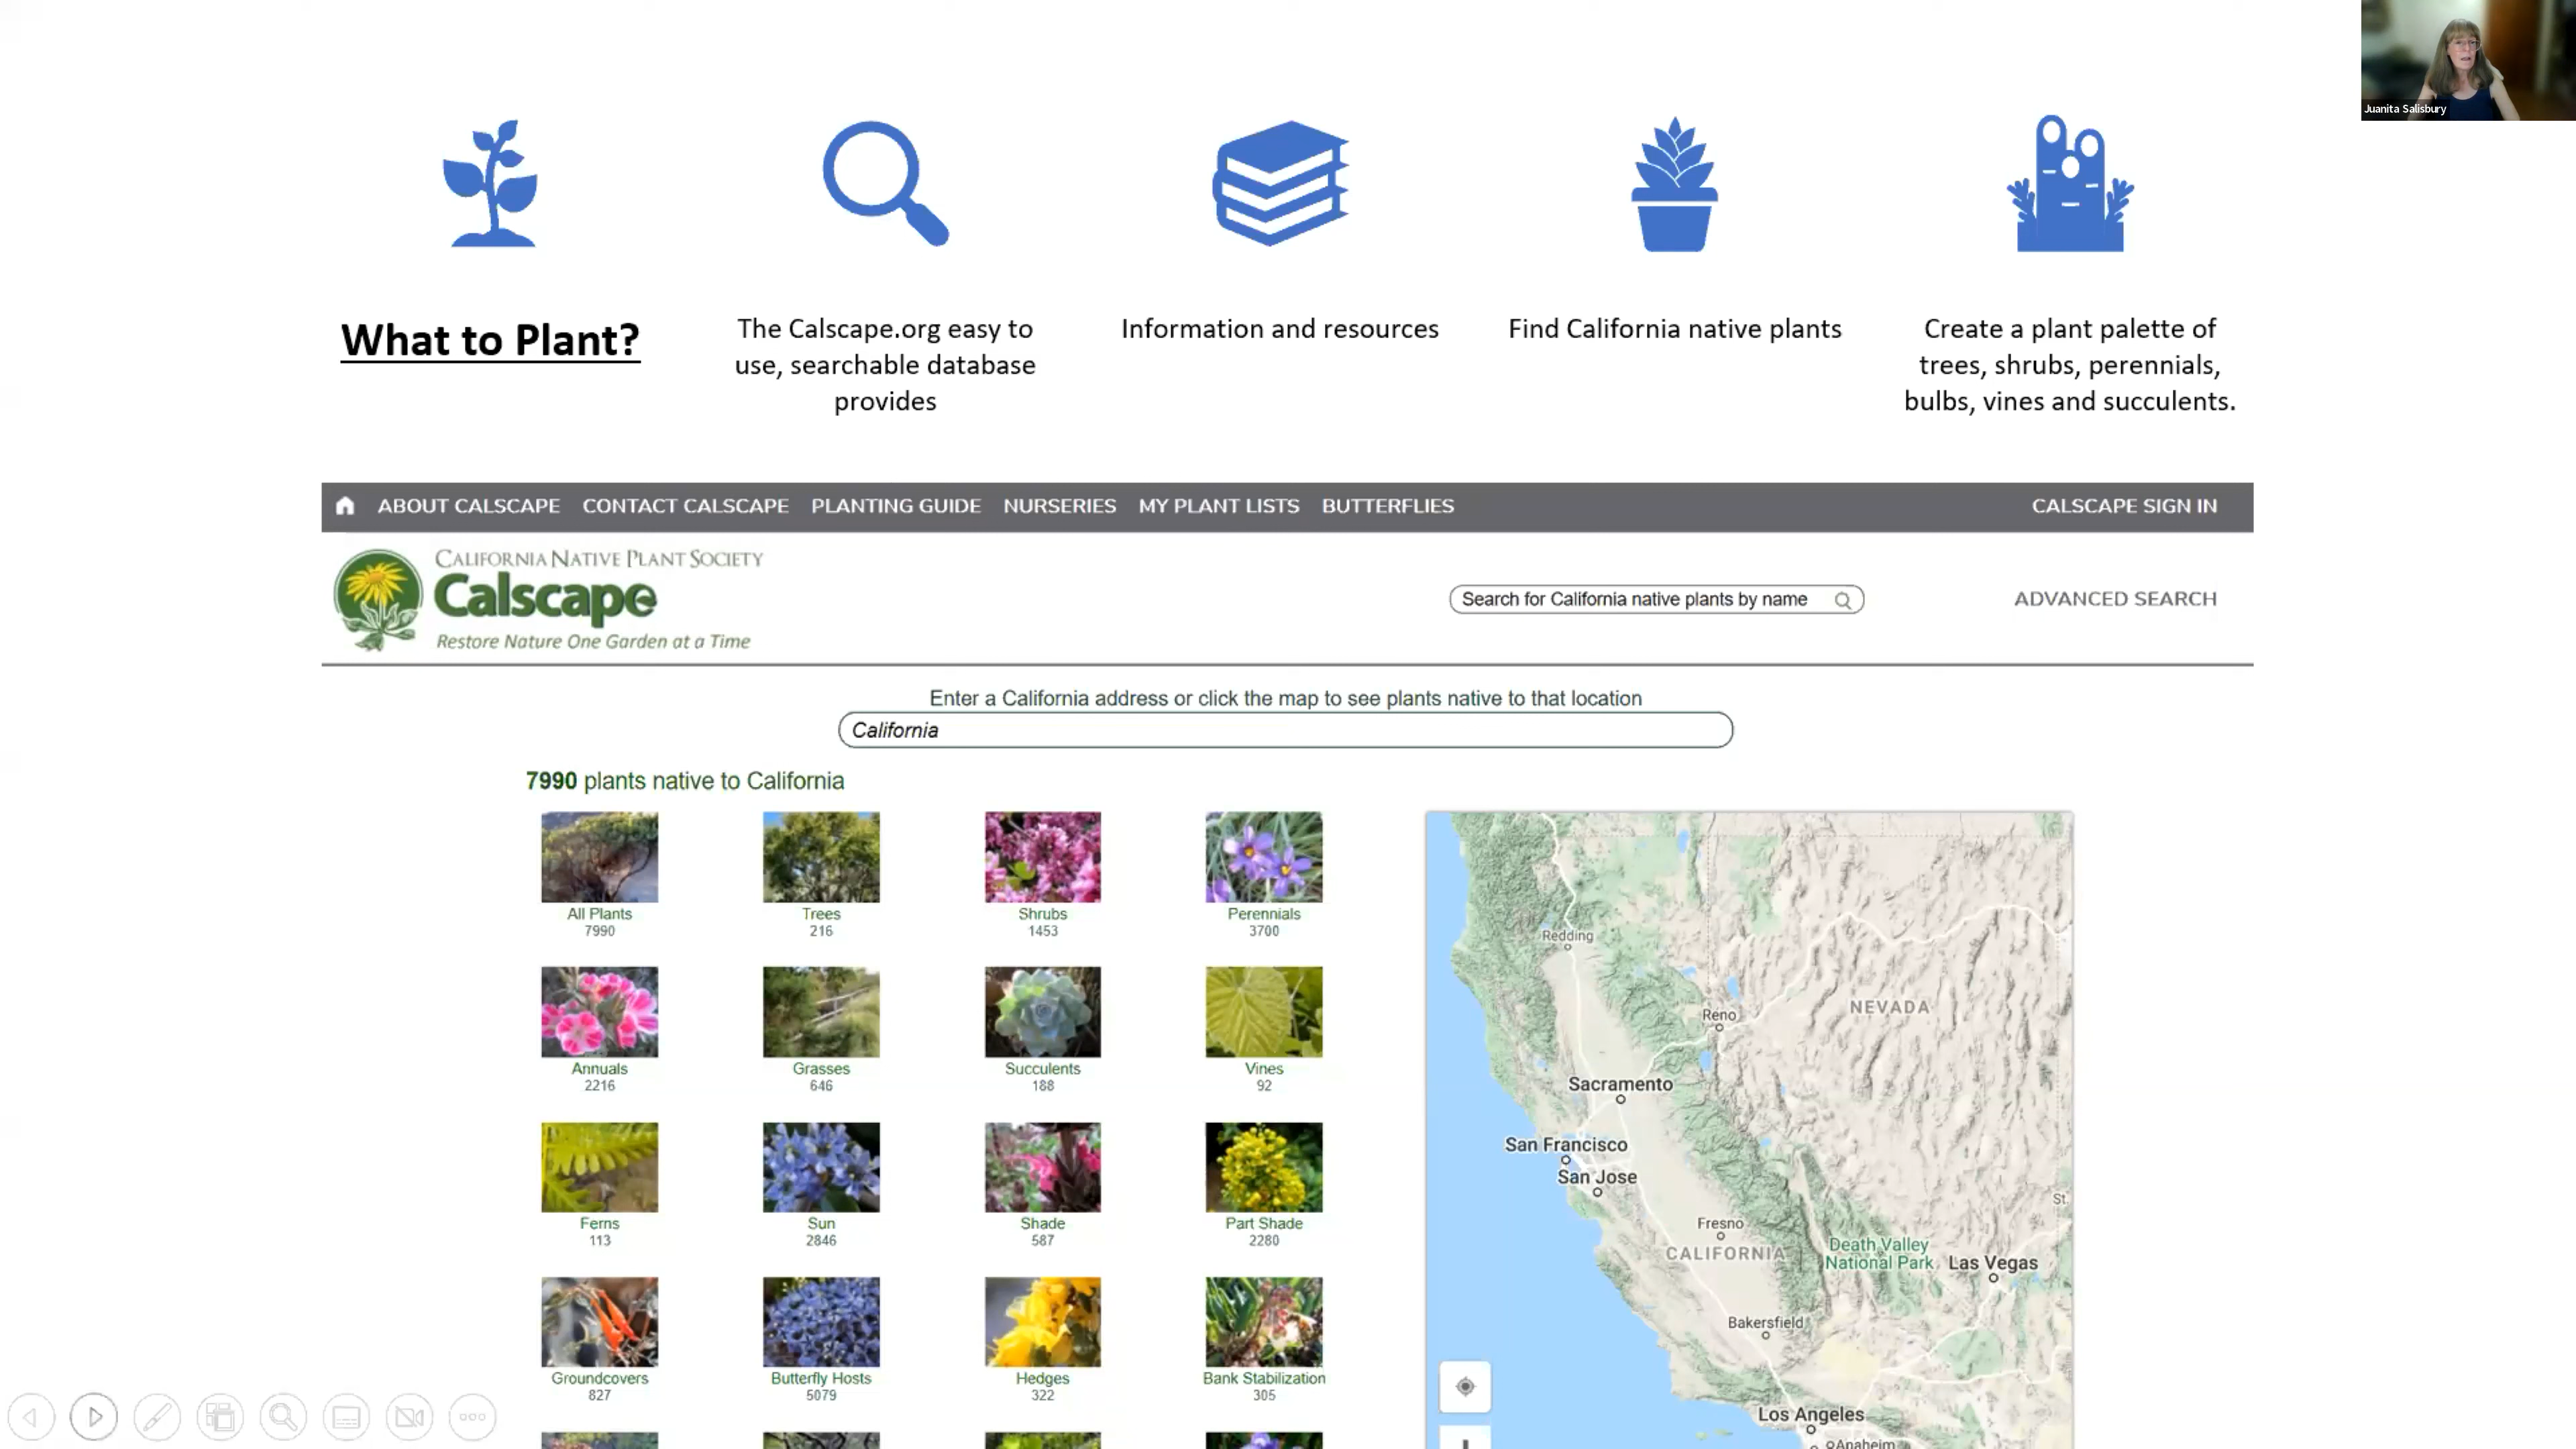 Juanita Salisbury
What to Plant?
The Calscape.org easy to
use, searchable database
provides
Information and resources
Find California native plants
Create a plant palette of
trees, shrubs, perennials,
bulbs, vines and succulents.
ABOUT CALSCAPE CONTACT CALSCAPE PLANTING GUIDE NURSERIES MY PLANT LISTS BUTTERFLIES CALSCAPE SIGN IN
CALIFORNIA NATIVE PLANT SOCIETY
Calscape
Restore Nature One Garden at a Time
Search for California native plants by name
ADVANCED SEARCH
Enter a California address or click the map to see plants native to that location
California
7990 plants native to California
All Plants
7990
Trees
216
Shrubs
1453
Perennials
3700
Annuals
2216
Grasses
646
Succulents
188
Vines
92
Ferns
113
Sun
2846
Shade
587
Part Shade
2280
Groundcovers
827
Butterfly Hosts
5079
Hedges
322
Bank Stabilization
305
Redding
NEVADA
Reno
Sacramento
San Francisco
San Jose
St.
Fresno
CALIFORNIA
Death Valley
National Park
Las Vegas
Bakersfield
Los Angeles
Anaheim